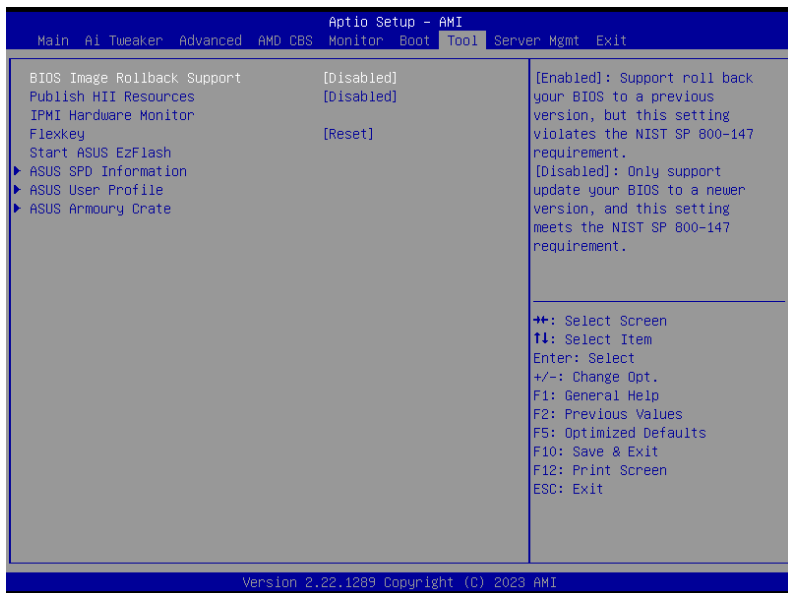 Aptio Setup - AMI
Main Ai Tweaker Advanced AMD CBS Monitor Boot Tool Server Mgmt Exit
BIOS Image Rollback Support [Disabled]
Publish HII Resources [Disabled]
IPMI Hardware Monitor
Flexkey [Reset]
Start ASUS EzFlash
ASUS SPD Information
ASUS User Profile
ASUS Armoury Crate
[Enabled]: Support roll back
your BIOS to a previous
version, but this setting
violates the NIST SP 800-147
requirement.
[Disabled]: Only support
update your BIOS to a newer
version, and this setting
meets the NIST SP 800-147
requirement.
→←: Select Screen
↑↓: Select Item
Enter: Select
+/-: Change Opt.
F1: General Help
F2: Previous Values
F5: Optimized Defaults
F10: Save & Exit
F12: Print Screen
ESC: Exit
Version 2.22.1289 Copyright (C) 2023 AMI